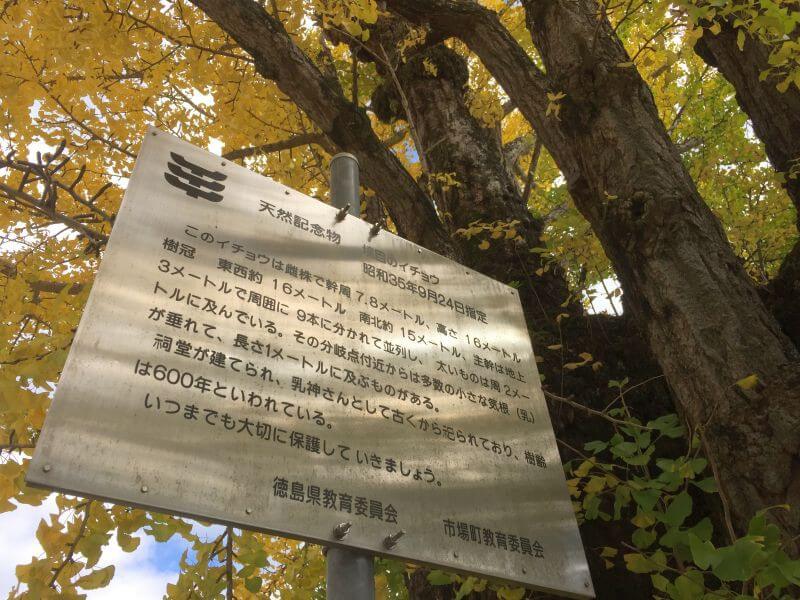 天然記念物 境目のイチョウ
昭和35年9月24日指定
このイチョウは雌株で幹周 7.8メートル、高さ 16メートル
樹冠 東西約 16メートル 南北約 15メートル、主幹は地上
3メートルで周囲に 9本に分かれて並列し、太いものは周 2メー
トルに及んでいる。その分岐点付近からは多数の小さな気根（乳）
が垂れて、長さ1メートルに及ぶものがある。
祠堂が建てられ、乳神さんとして古くから祀られており、樹齢
は600年といわれている。
いつまでも大切に保護していきましょう。
徳島県教育委員会
市場町教育委員会